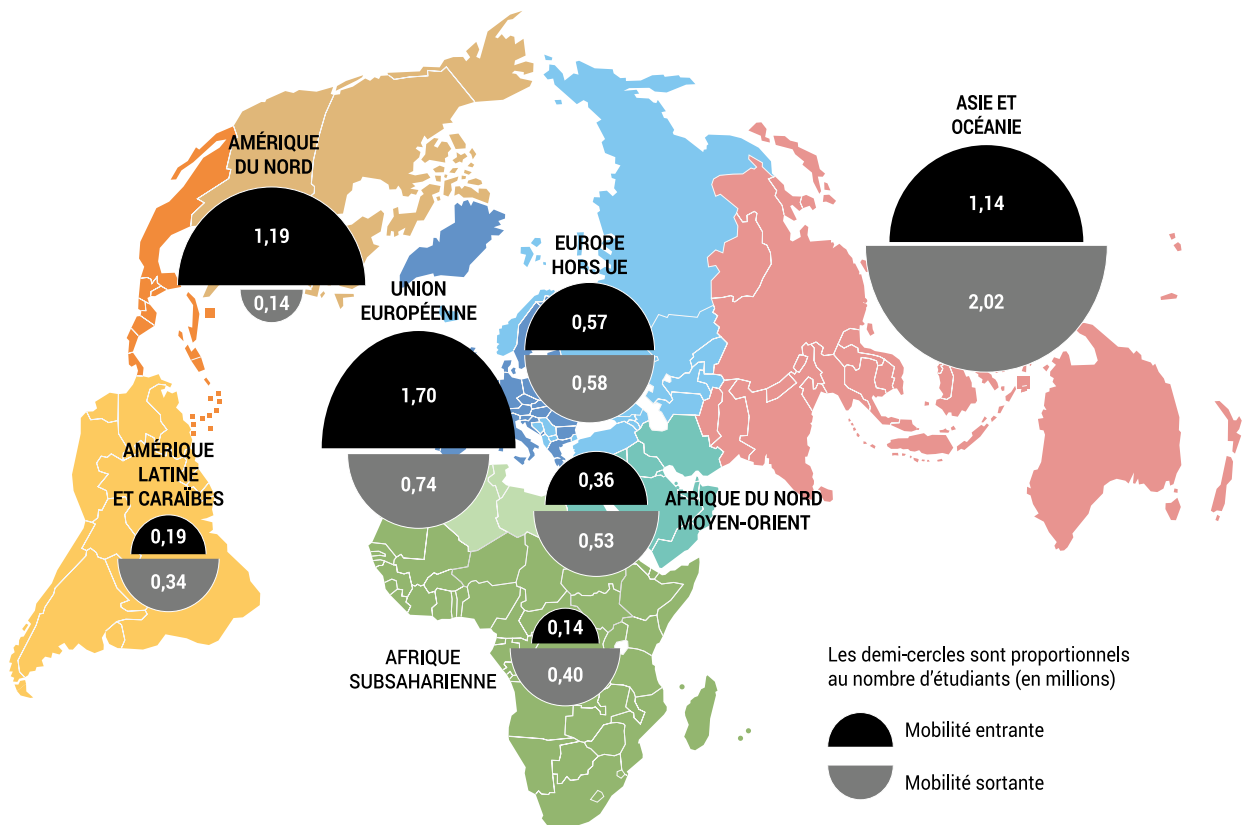 AMÉRIQUE
DU NORD
1,19
0,14
UNION
EUROPÉENNE
1,70
0,74
EUROPE
HORS UE
0,57
0,58
ASIE ET
OCÉANIE
1,14
2,02
AMÉRIQUE
LATINE
ET CARAÏBES
0,19
0,34
0,36
0,53
AFRIQUE DU NORD
MOYEN-ORIENT
AFRIQUE
SUBSAHARIENNE
0,14
0,40
Les demi-cercles sont proportionnels
au nombre d’étudiants (en millions)
Mobilité entrante
Mobilité sortante